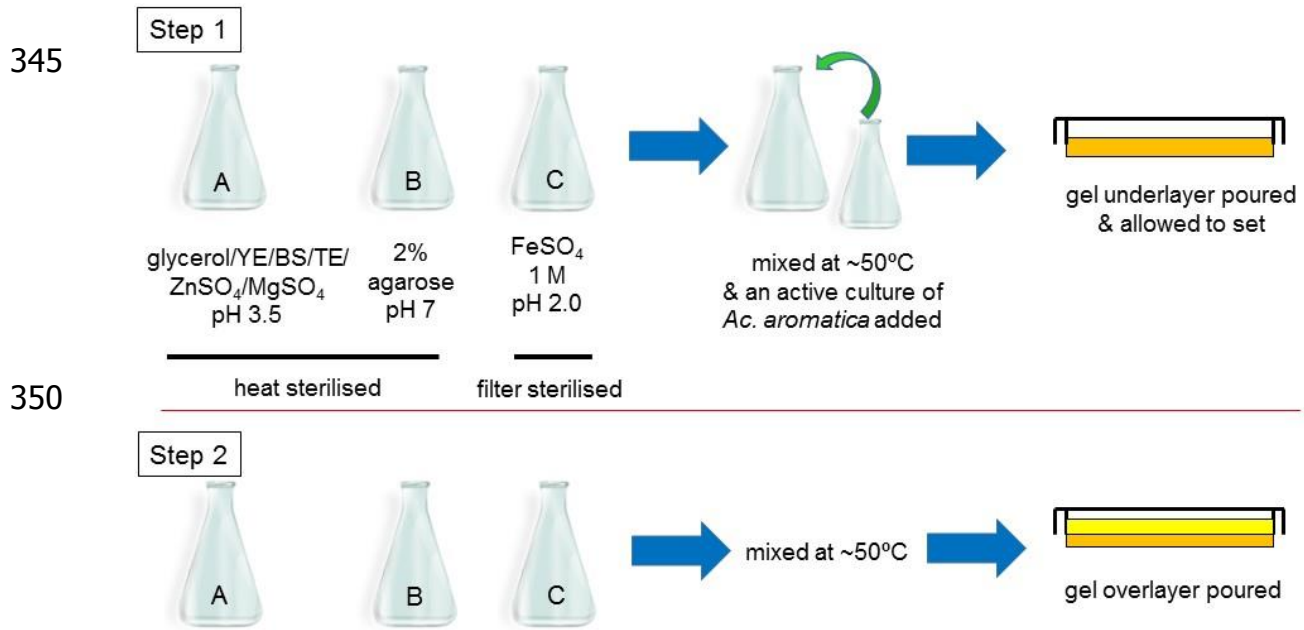 345
Step 1
A
B
C
glycerol/YE/BS/TE/
ZnSO₄/MgSO₄
pH 3.5
2%
agarose
pH 7
FeSO₄
1 M
pH 2.0
mixed at ~50ºC
& an active culture of
Ac. aromatica added
gel underlayer poured
& allowed to set
heat sterilised
filter sterilised
350
Step 2
A
B
C
mixed at ~50ºC
gel overlayer poured